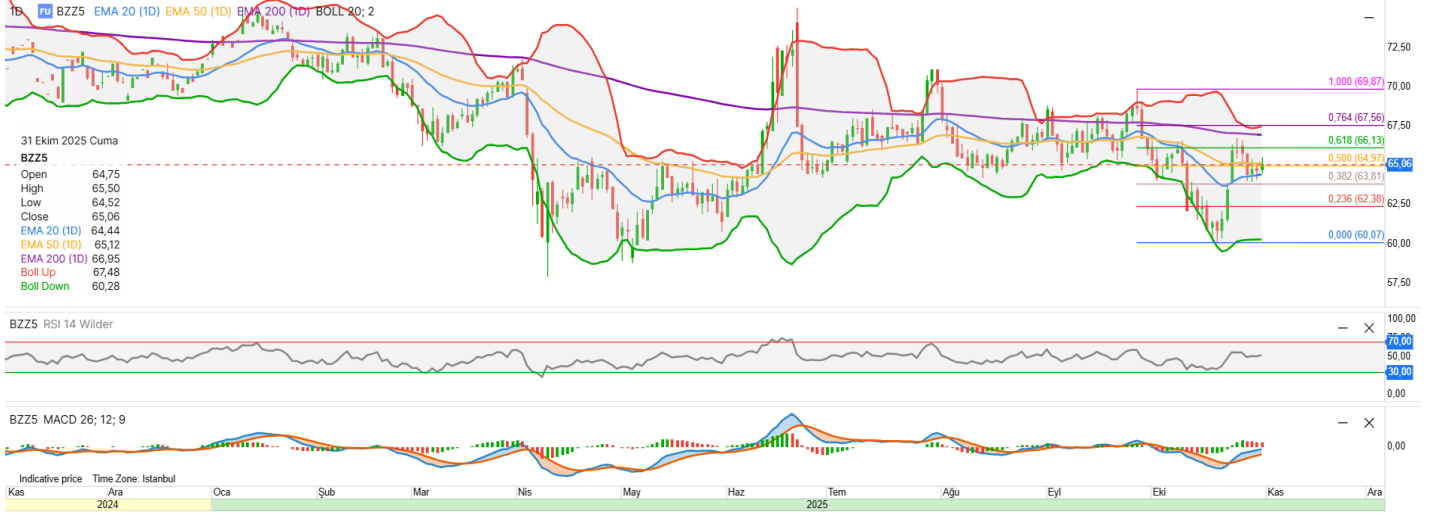 1D FU BZZ5 EMA 20 (1D) EMA 50 (1D) EMA 200 (1D) BOLL 20; 2
72,50
1,000 (69,87)
70,00
0,764 (67,56)
67,50
31 Ekim 2025 Cuma
0,618 (66,13)
BZZ5
0,500 (64,97)
65,06
Open 64,75
0,382 (63,81)
High 65,50
Low 64,52
0,236 (62,38)
62,50
Close 65,06
EMA 20 (1D) 64,44
0,000 (60,07)
60,00
EMA 50 (1D) 65,12
EMA 200 (1D) 66,95
Boll Up 67,48
Boll Down 60,28
57,50
BZZ5 RSI 14 Wilder
100,00
75,00
70,00
50,00
30,00
0,00
BZZ5 MACD 26; 12; 9
0,00
Indicative price Time Zone: Istanbul
Kas Ara Oca Şub Mar Nis May Haz Tem Ağu Eyl Eki Kas Ara
2024 2025